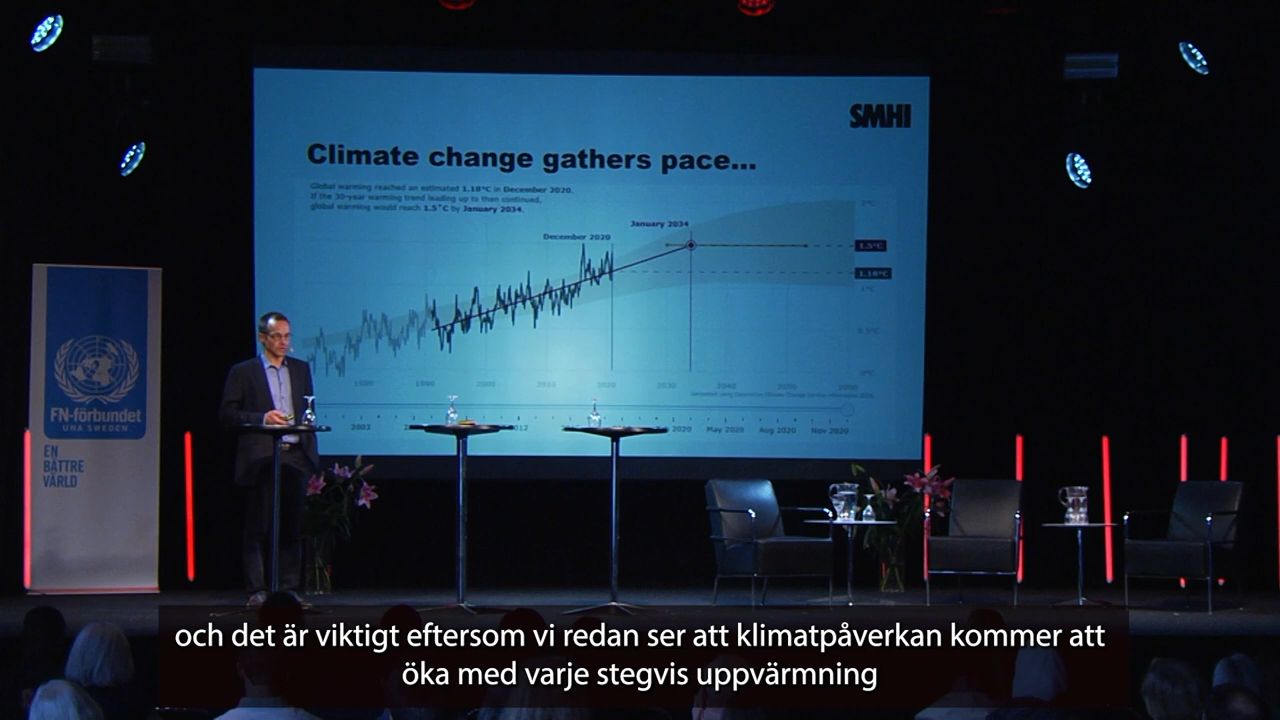 SMHI
Climate change gathers pace...
Global warming reached an estimated 1.18°C in December 2020.
If the 30-year warming trend leading up to then continued,
global warming would reach 1.5°C by January 2034.
2°C
January 2034
December 2020
1.5°C
1.18°C
1°C
0.5°C
0°C
1980 1990 2000 2010 2020 2030 2040 2050
2003 2012 2020 May 2020 Aug 2020 Nov 2020
FN-förbundet
UNA SWEDEN
EN
BÄTTRE
VÄRLD
och det är viktigt eftersom vi redan ser att klimatpåverkan kommer att
öka med varje stegvis uppvärmning